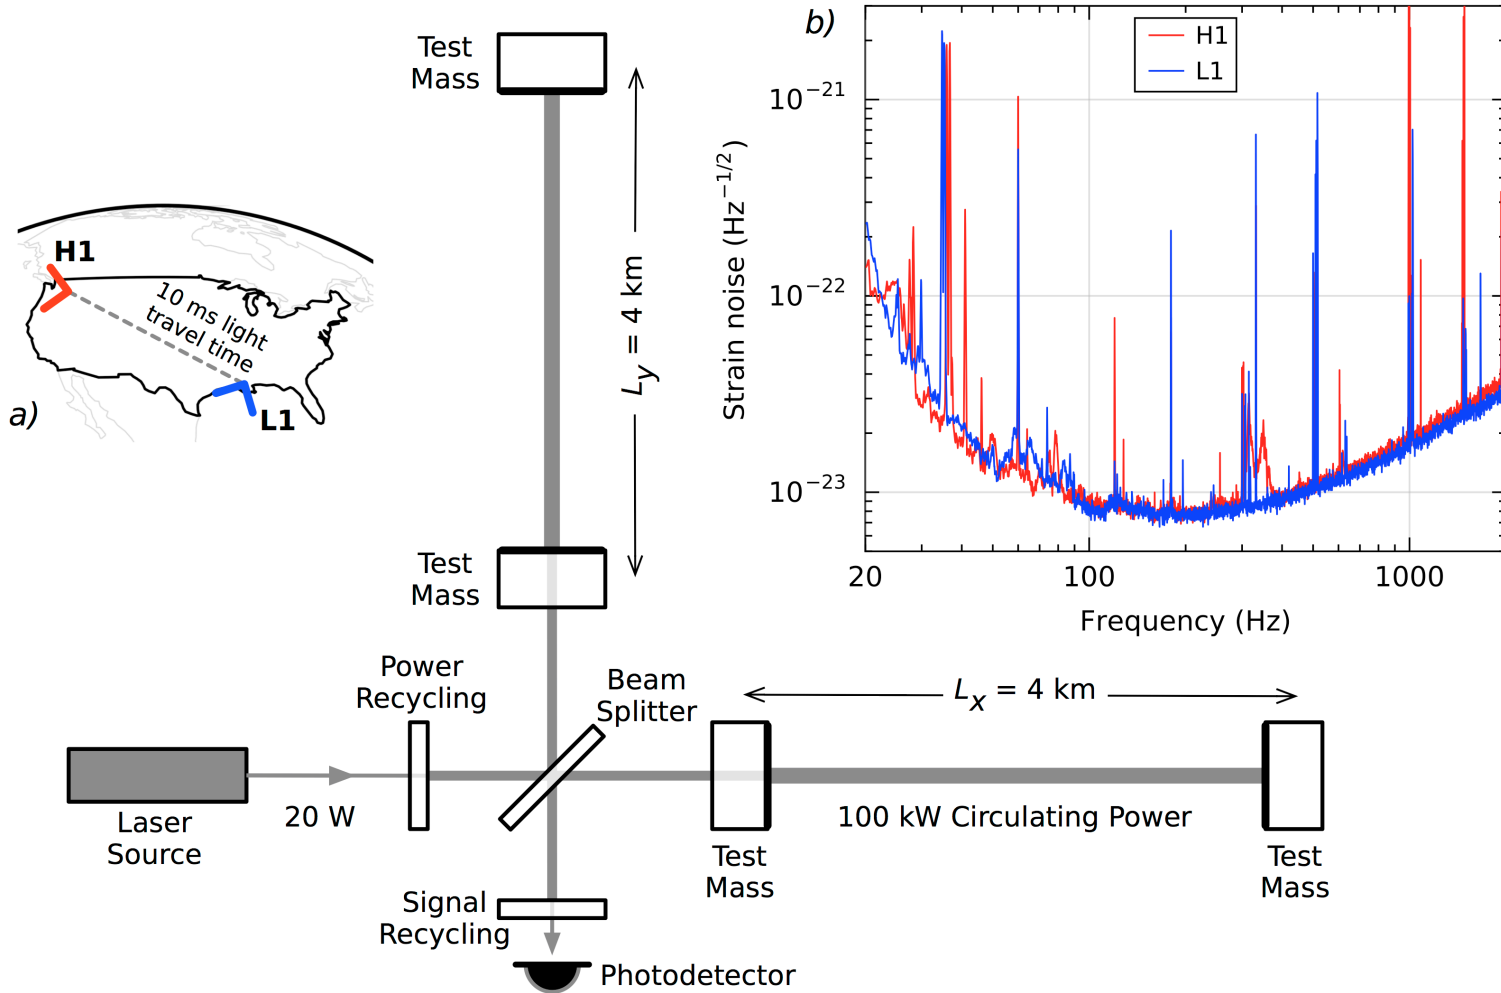 b)
H1
L1
10⁻²¹
10⁻²²
10⁻²³
Strain noise (Hz⁻¹/²)
20
100
1000
Frequency (Hz)
Test
Mass
Ly = 4 km
H1
10 ms light
travel time
L1
a)
Test
Mass
Power
Recycling
Beam
Splitter
Lx = 4 km
Laser
Source
20 W
100 kW Circulating Power
Test
Mass
Test
Mass
Signal
Recycling
Photodetector